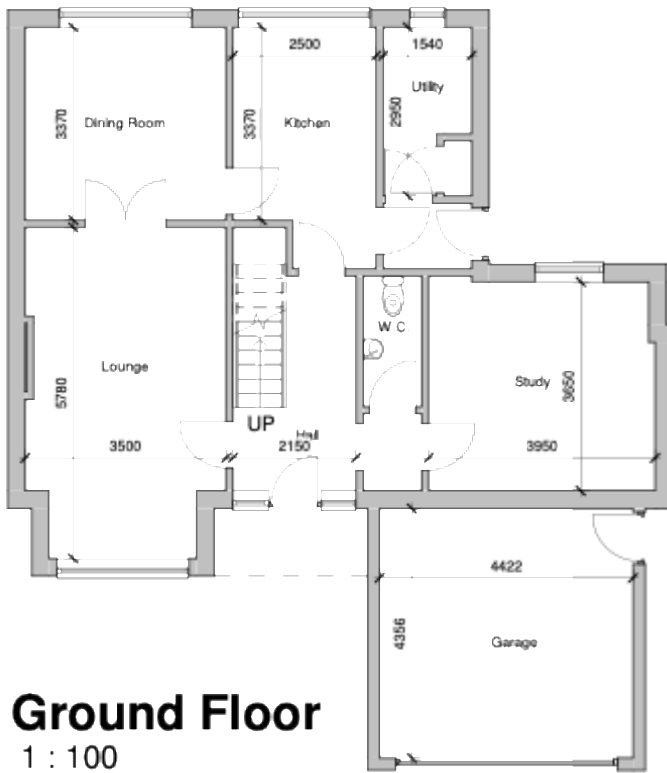 2500
1540
Utility
3370
Dining Room
3370
Kitchen
2950
W.C.
Lounge
5780
Study
3650
UP
Hall
3500
2150
3950
4422
4356
Garage
Ground Floor
1 : 100